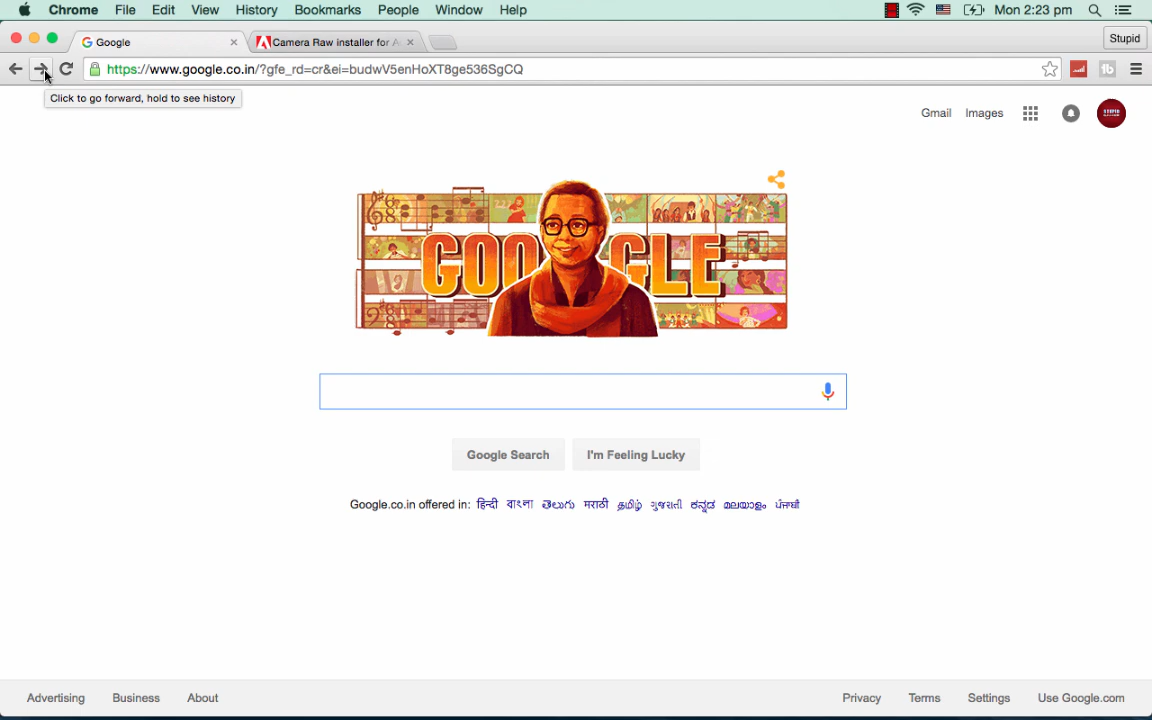 Chrome File Edit View History Bookmarks People Window Help Mon 2:23 pm
Google Camera Raw installer for A Stupid
https://www.google.co.in/?gfe_rd=cr&ei=budwV5enHoXT8ge536SgCQ
Click to go forward, hold to see history
Gmail Images
GOOGLE
Google Search I'm Feeling Lucky
Google.co.in offered in: हिन्दी বাংলা తెలుగు मराठी தமிழ் ગુજરાતી ಕನ್ನಡ മലയാളം ਪੰਜਾਬੀ
Advertising Business About Privacy Terms Settings Use Google.com